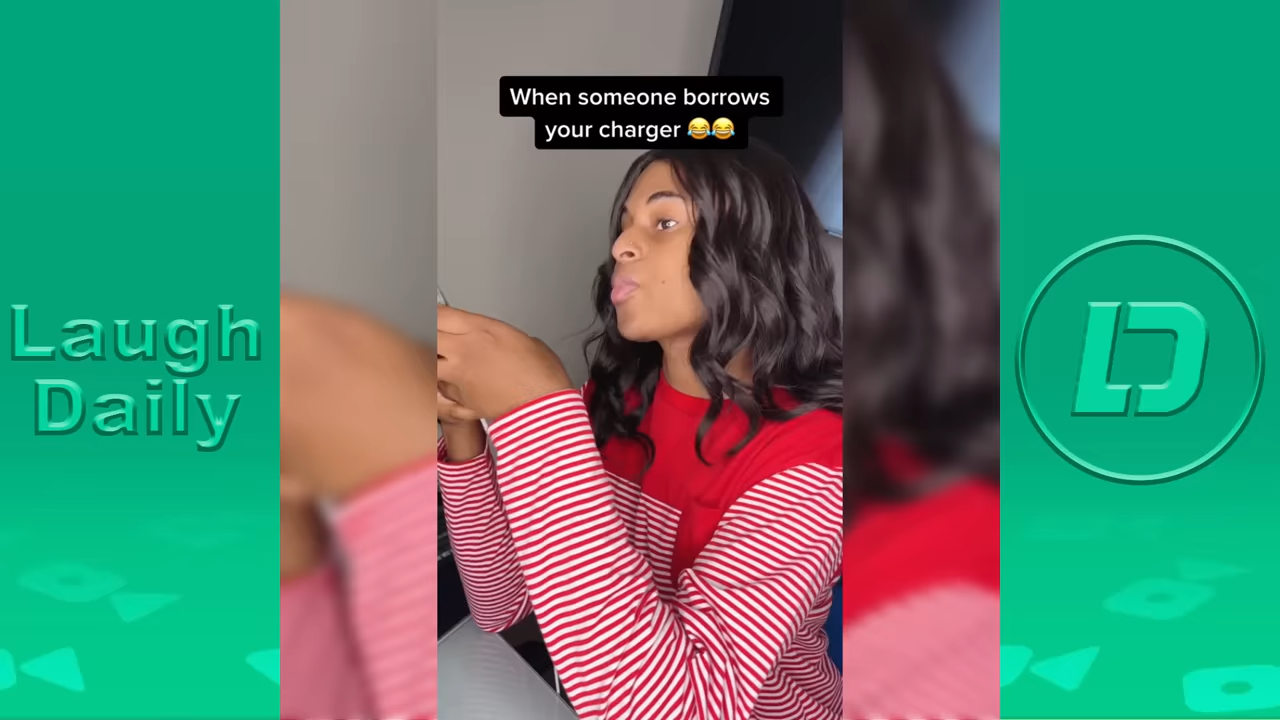 When someone borrows
your charger 😂😂
Laugh
Daily
LD